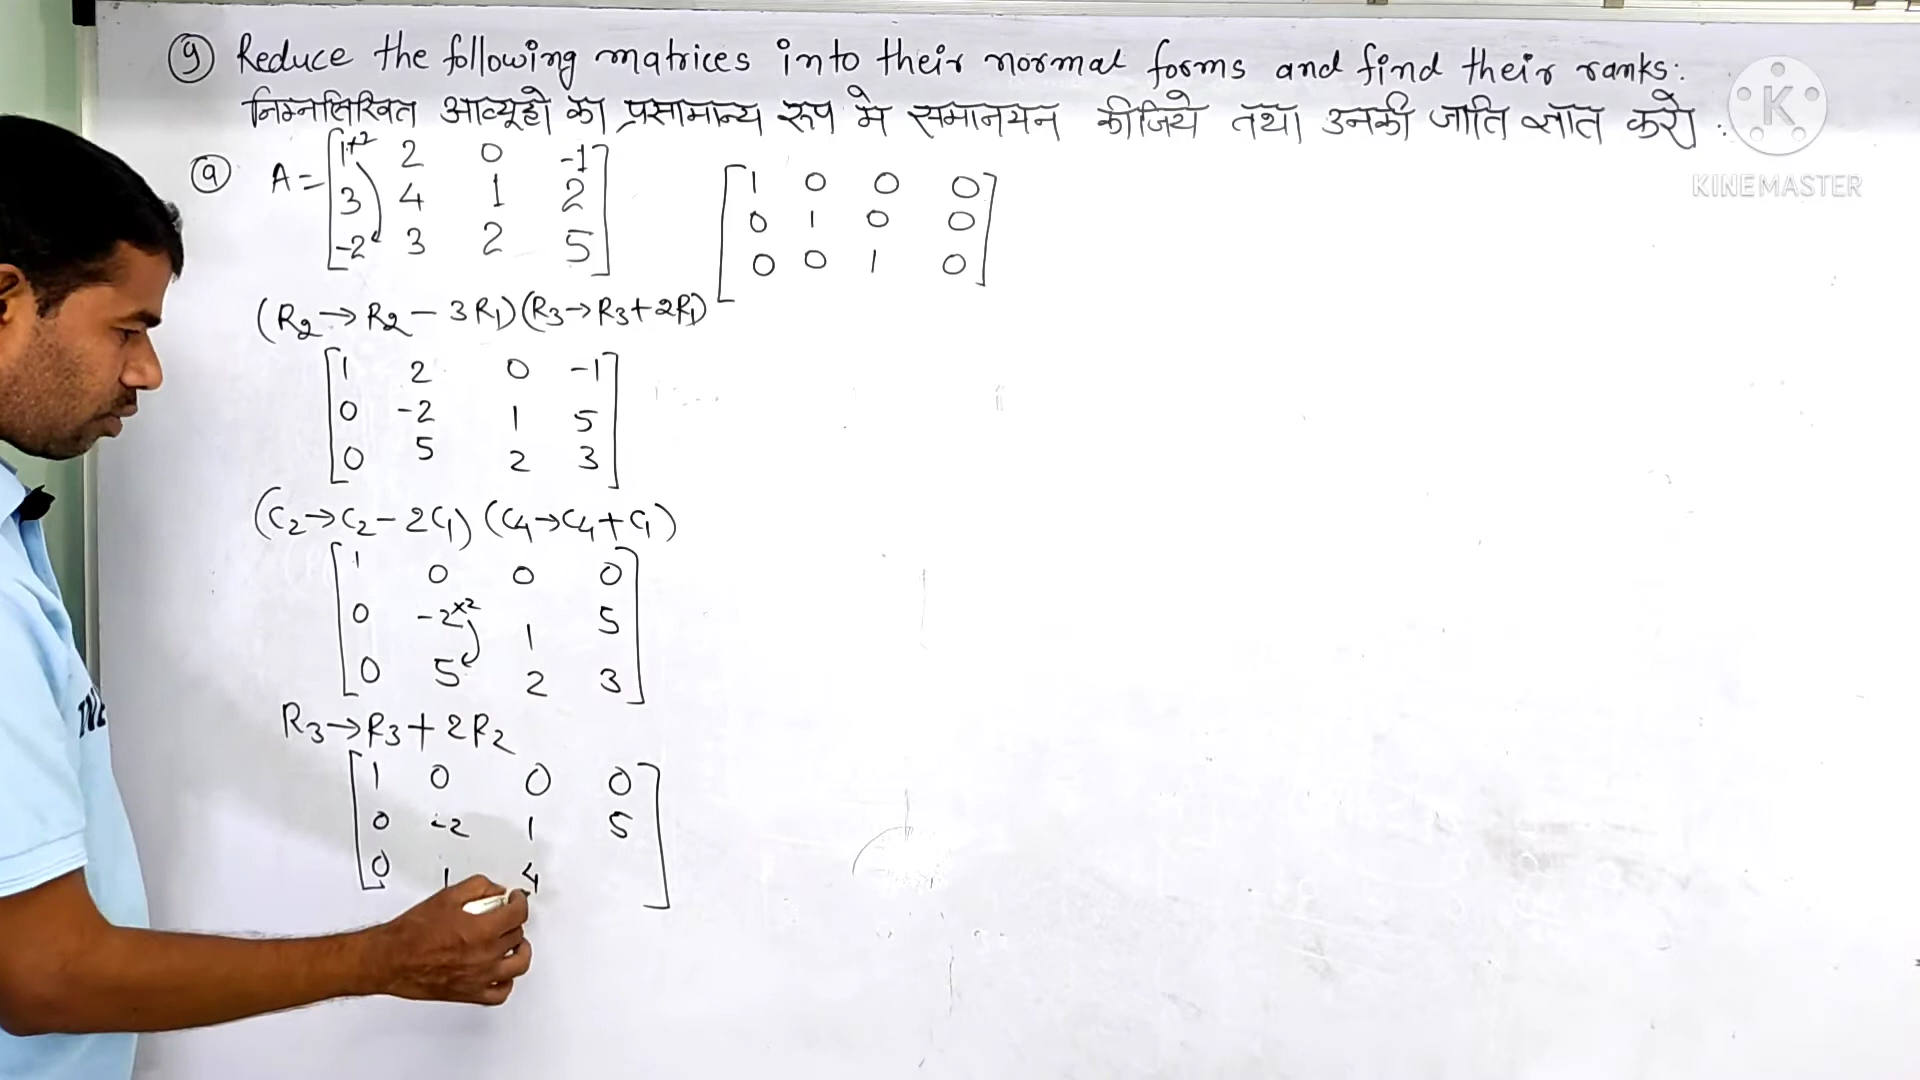 9 Reduce the following matrices into their normal forms and find their ranks:
निम्नलिखित आव्यूहो का प्रसामान्य रूप मे समानयन कीजिये तथा उनकी जाति ज्ञात करो :
K
KINEMASTER
a A = [1 ×2 2 0 -1
3 4 1 2
-2 3 2 5]
[1 0 0 0
0 1 0 0
0 0 1 0]
(R2→R2-3R1)(R3→R3+2R1)
[1 2 0 -1
0 -2 1 5
0 5 2 3]
(C2→C2-2C1) (C4→C4+C1)
[1 0 0 0
0 -2 ×2 1 5
0 5 2 3]
R3→R3+2R2
[1 0 0 0
0 -2 1 5
0 1 4]